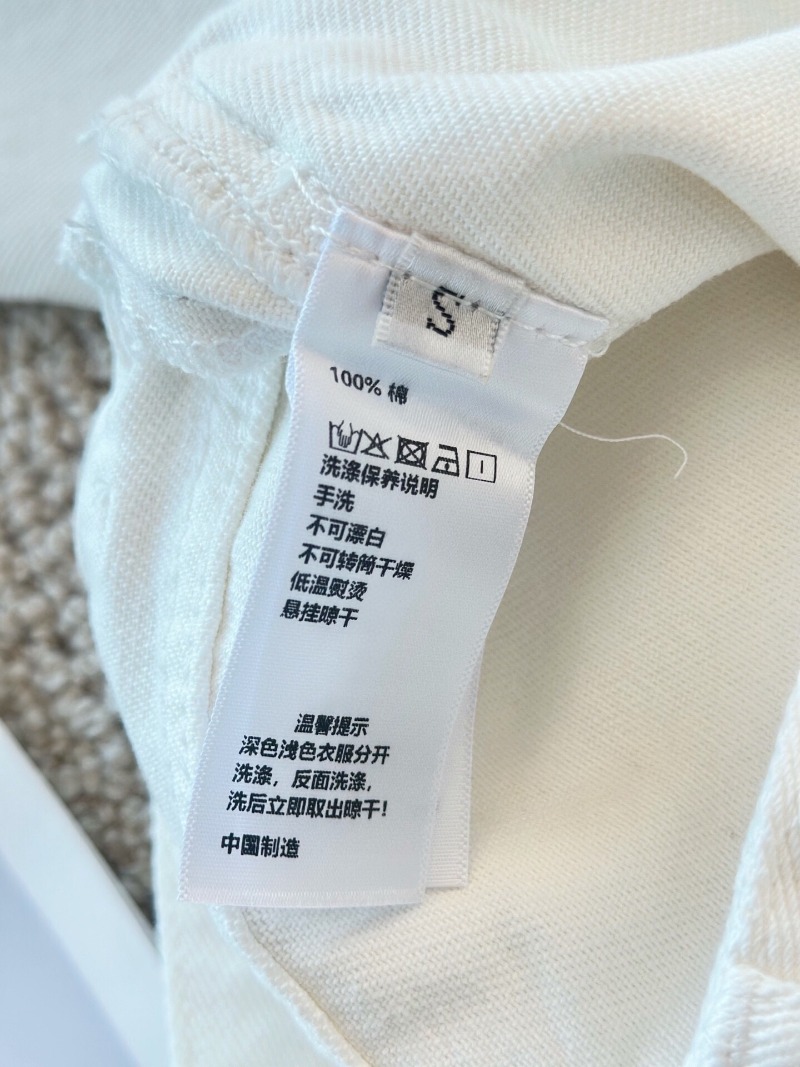 S
100% 棉
洗涤保养说明
手洗
不可漂白
不可转筒干燥
低温熨烫
悬挂晾干
温馨提示
深色浅色衣服分开
洗涤，反面洗涤，
洗后立即取出晾干!
中國制造